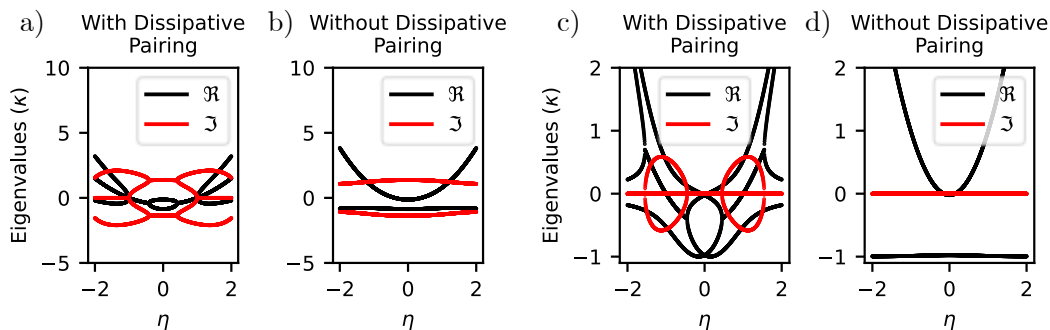 a) With Dissipative
Pairing
b) Without Dissipative
Pairing
c) With Dissipative
Pairing
d) Without Dissipative
Pairing
Eigenvalues (κ)
10
5
0
−5
−2 0 2
η
ℜ
ℑ
10
5
0
−5
−2 0 2
η
ℜ
ℑ
Eigenvalues (κ)
2
1
0
−1
−2 0 2
η
ℜ
ℑ
2
1
0
−1
−2 0 2
η
ℜ
ℑ